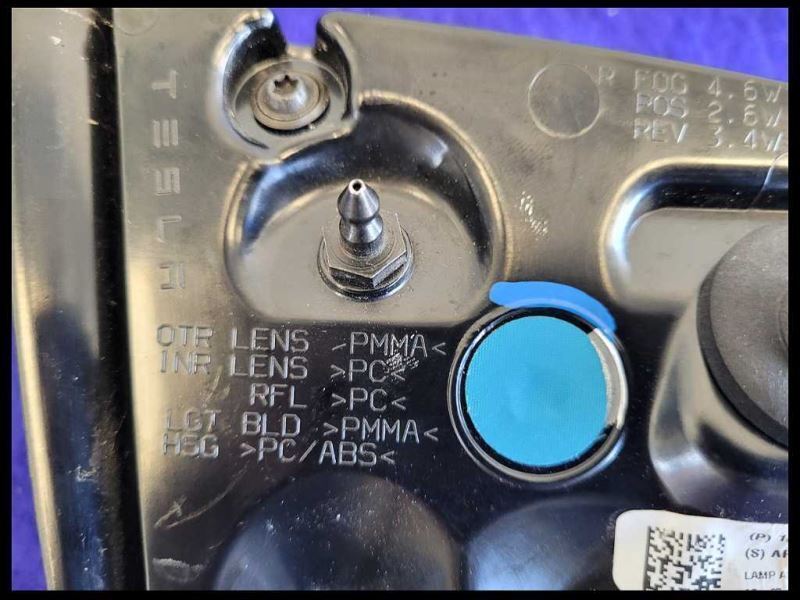 TESLA
R FOG 4.6W
POS 2.6W
REV 3.4W
OTR LENS >PMMA<
INR LENS >PC<
RFL >PC<
LGT BLD >PMMA<
HSG >PC/ABS<
(P)
(S)
LAMP